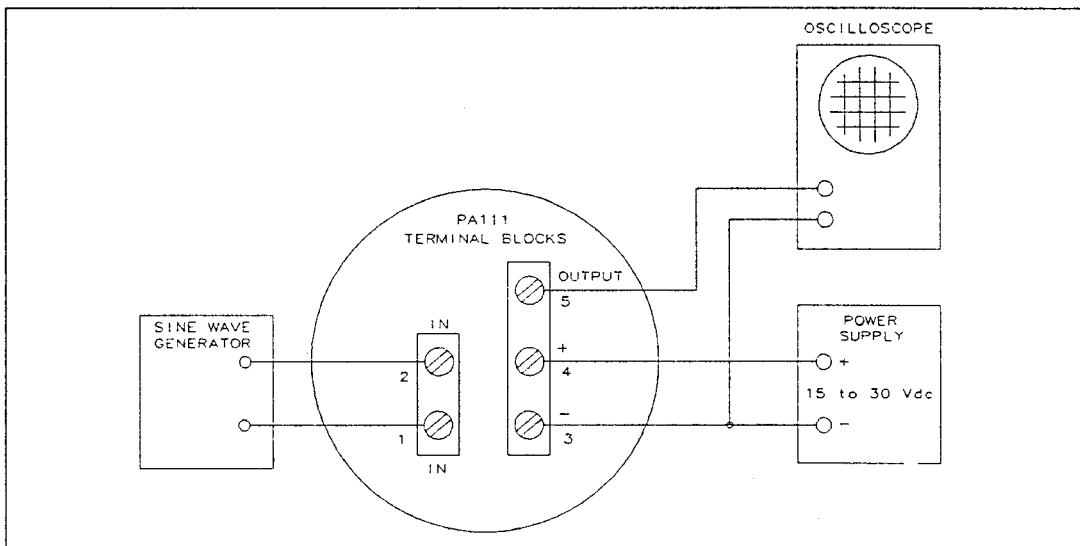 OSCILLOSCOPE
PA111
TERMINAL BLOCKS
OUTPUT
5
SINE WAVE
GENERATOR
IN
2
+
4
POWER
SUPPLY
+
15 to 30 Vdc
1
-
3
-
IN